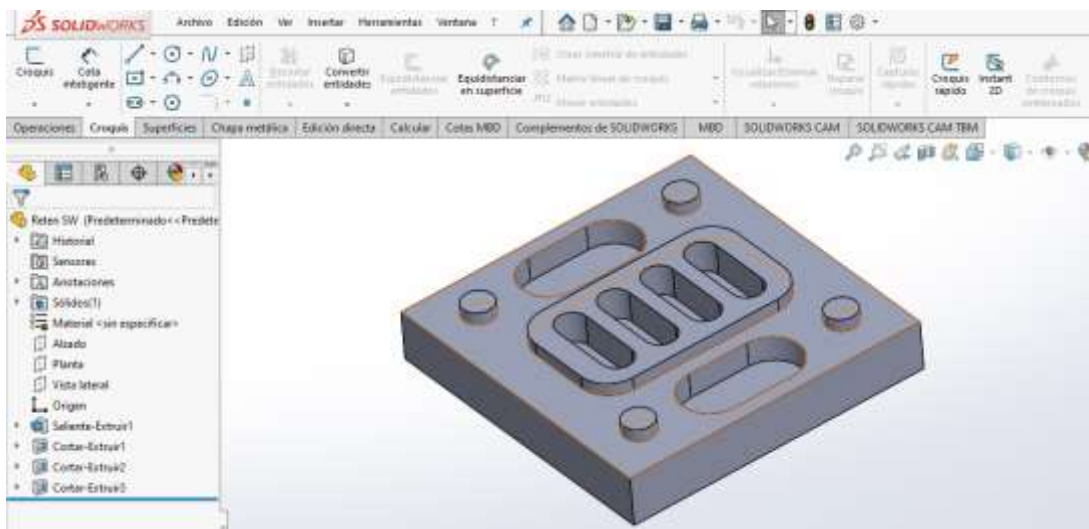 SOLIDWORKS Archivo Edición Ver Insertar Herramientas Ventana ?
Croquis
Cota inteligente
Convertir entidades
Equidistanciar en superficie
Croquis rápido
Instant 2D
Operaciones Croquis Superficies Chapa metálica Edición directa Calcular Cotas MBD Complementos de SOLIDWORKS MBD SOLIDWORKS CAM SOLIDWORKS CAM TBM
Reten SW (Predeterminado<<Predete
Historial
Sensores
Anotaciones
Sólidos(1)
Material <sin especificar>
Alzado
Planta
Vista lateral
Origen
Saliente-Extruir1
Cortar-Extruir1
Cortar-Extruir2
Cortar-Extruir3